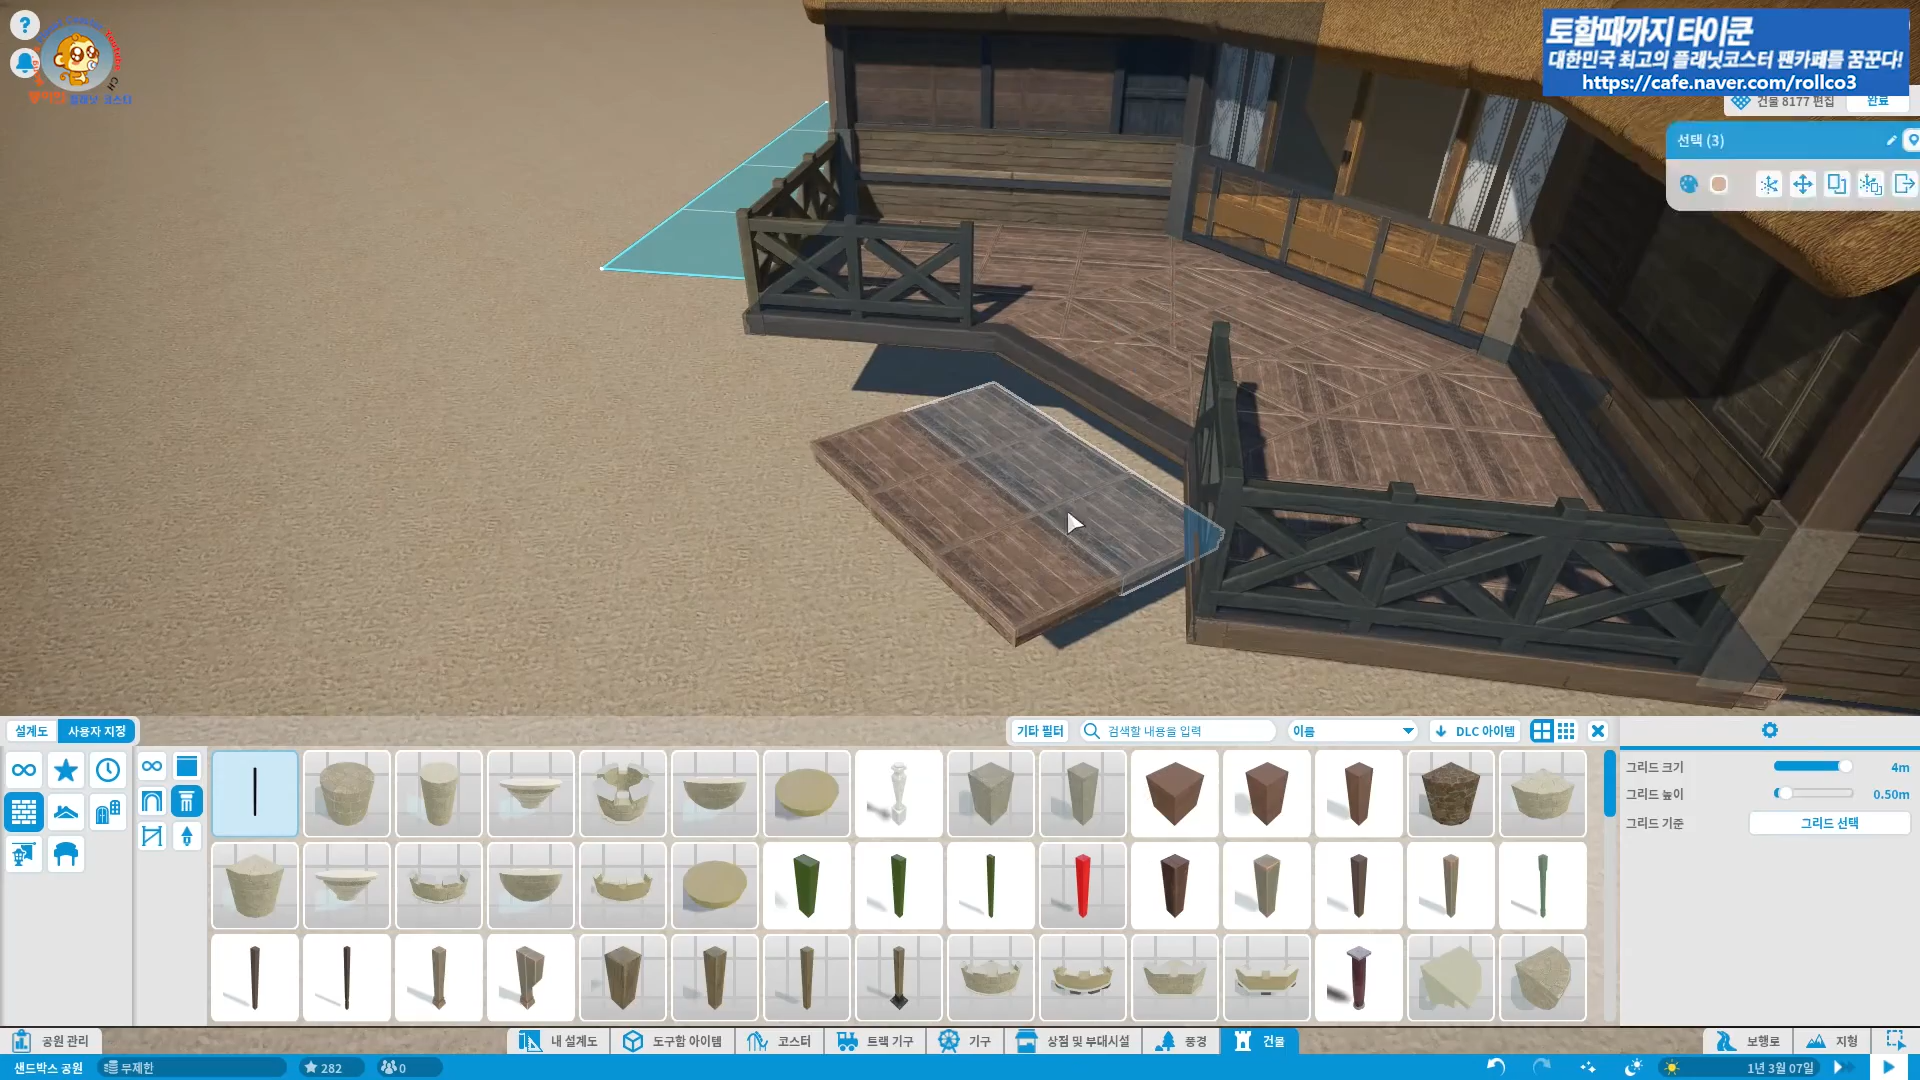 ?
토할때까지 타이쿤
대한민국 최고의 플래닛코스터 팬카페를 꿈꾼다!
https://cafe.naver.com/rollco3
건물 8177 편집
완료
선택 (3)
설계도
사용자 지정
기타 필터
검색할 내용을 입력
이름
DLC 아이템
그리드 크기
4m
그리드 높이
0.50m
그리드 기준
그리드 선택
공원 관리
내 설계도
도구함 아이템
코스터
트랙 기구
기구
상점 및 부대시설
풍경
건물
보행로
지형
샌드박스 공원
무제한
282
0
1년 3월 07일